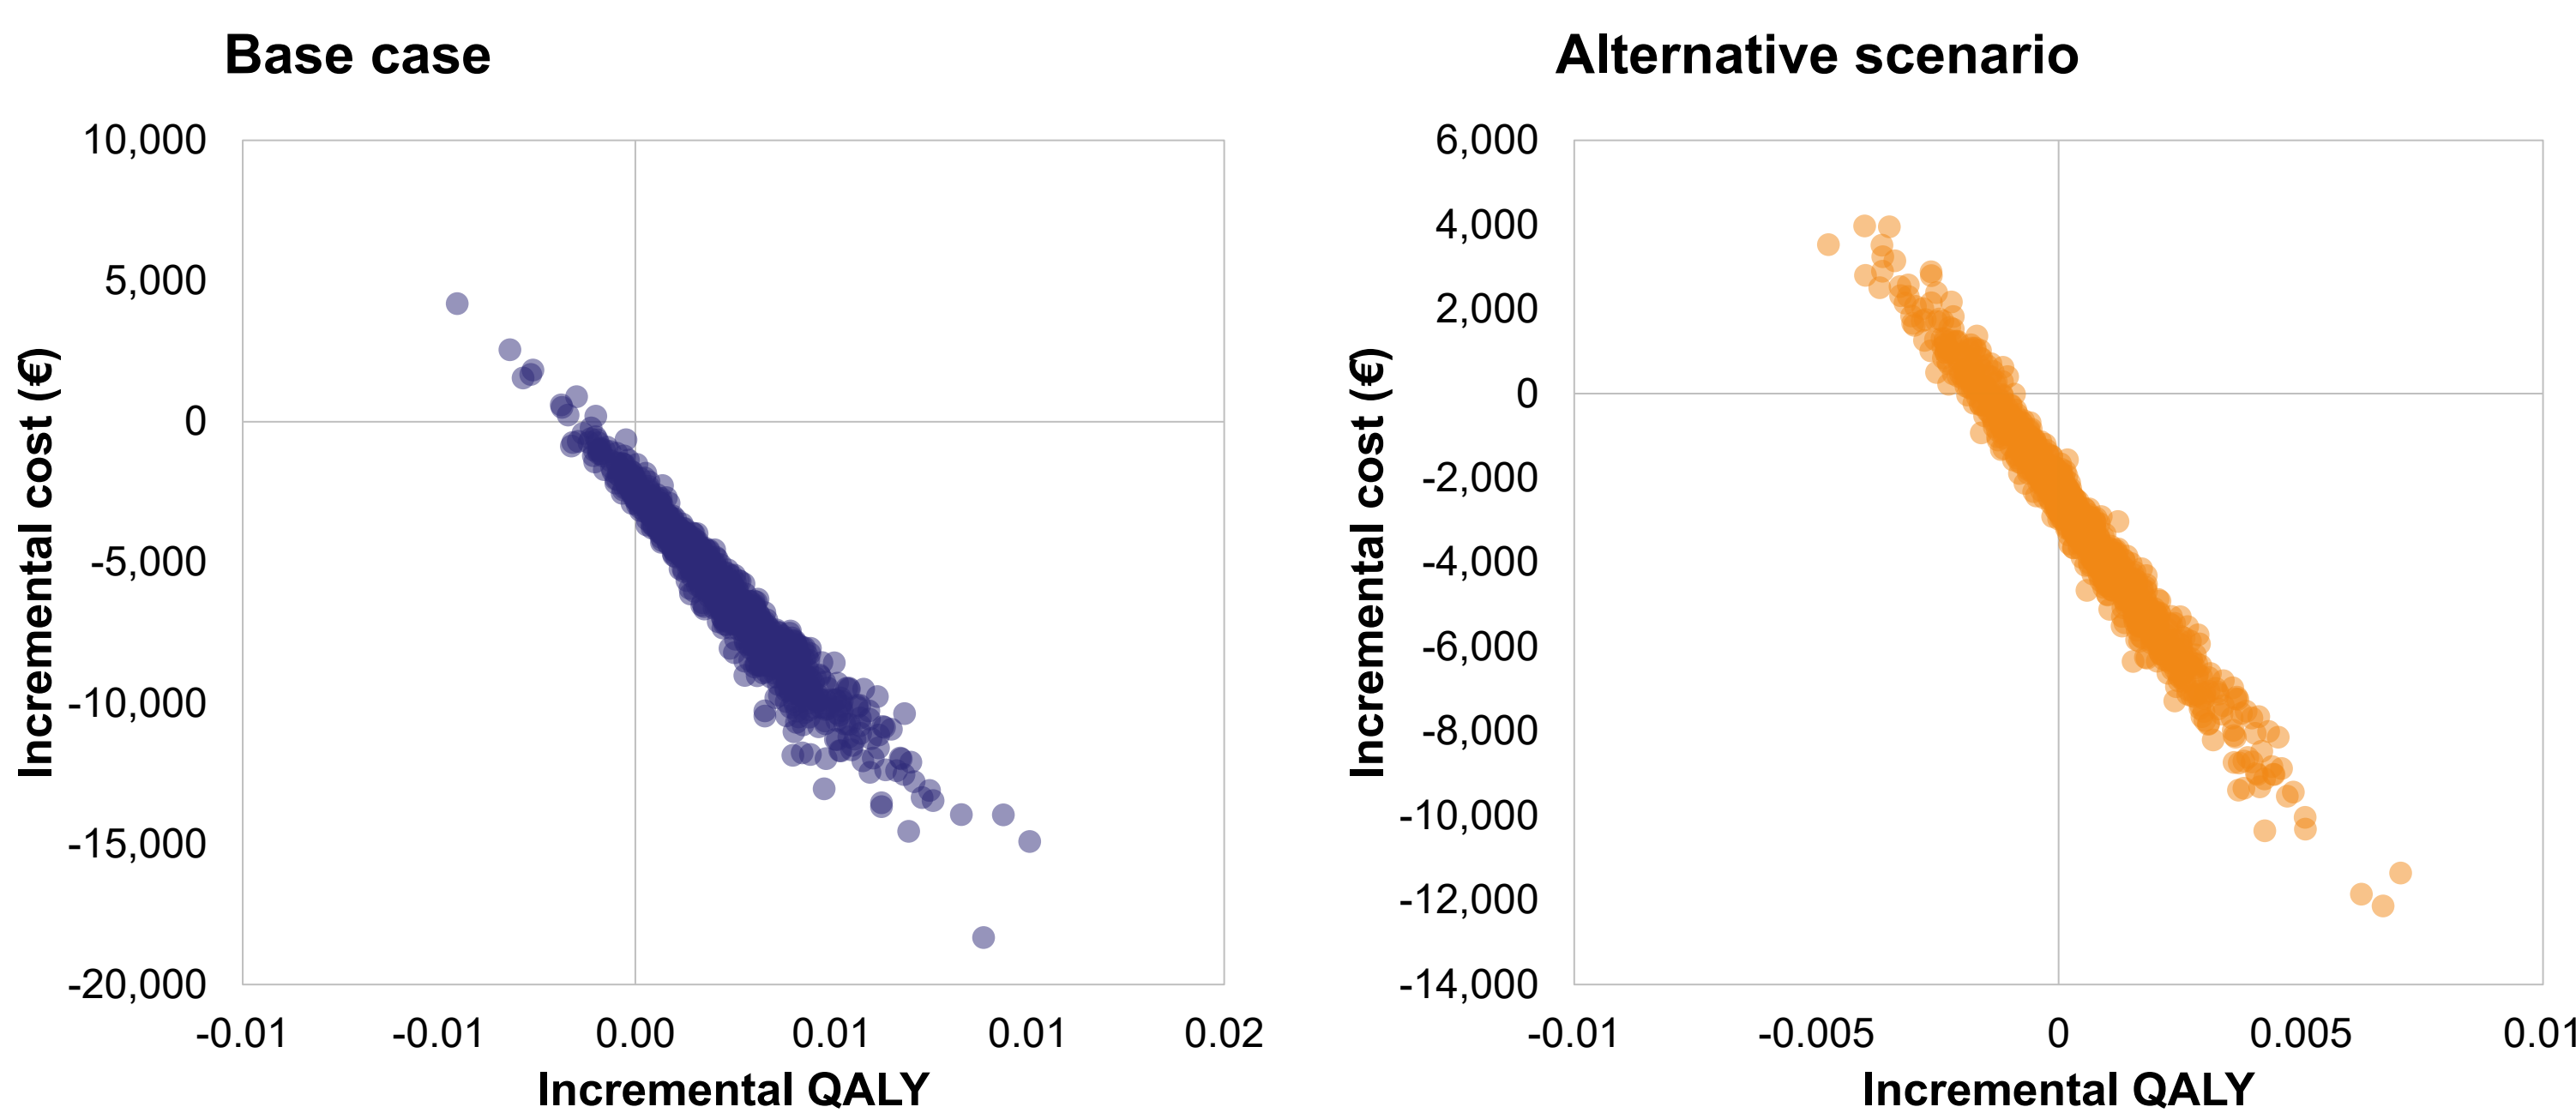 Base case
10,000
5,000
0
-5,000
-10,000
-15,000
-20,000
Incremental cost (€)
-0.01 -0.01 0.00 0.01 0.01 0.02
Incremental QALY
Alternative scenario
6,000
4,000
2,000
0
-2,000
-4,000
-6,000
-8,000
-10,000
-12,000
-14,000
Incremental cost (€)
-0.01 -0.005 0 0.005 0.01
Incremental QALY